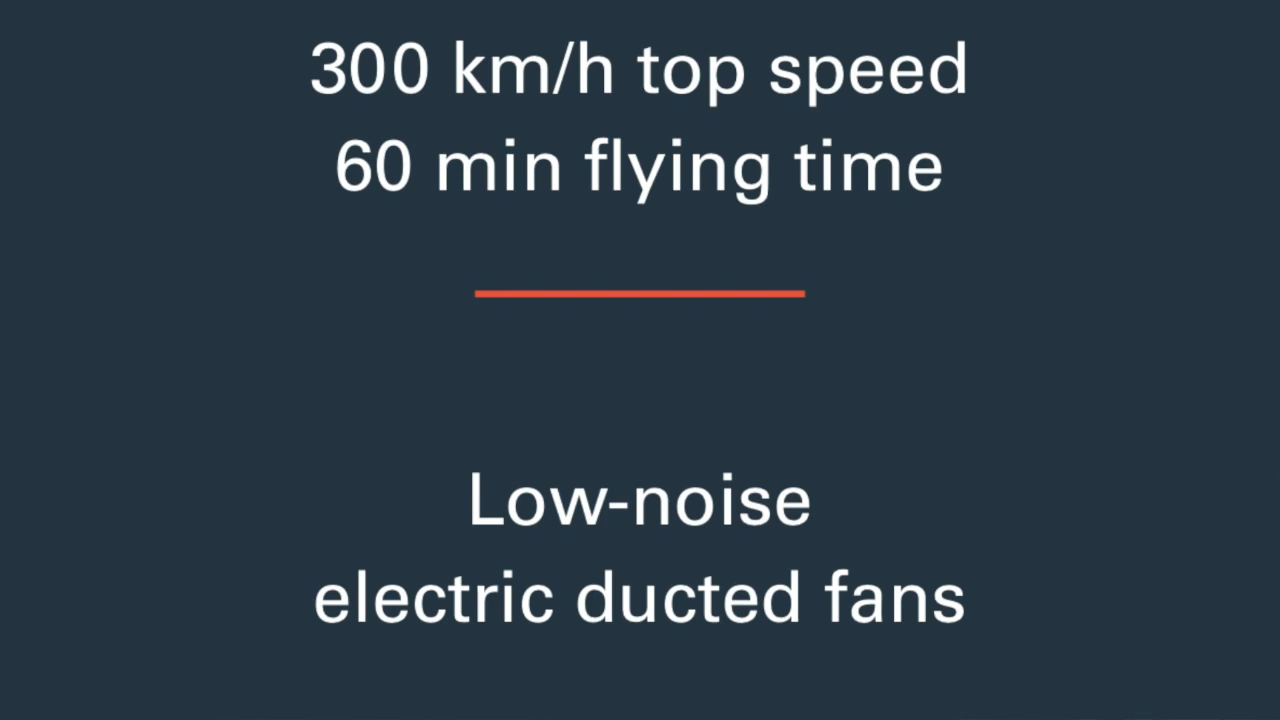 300 km/h top speed
60 min flying time
Low-noise
electric ducted fans